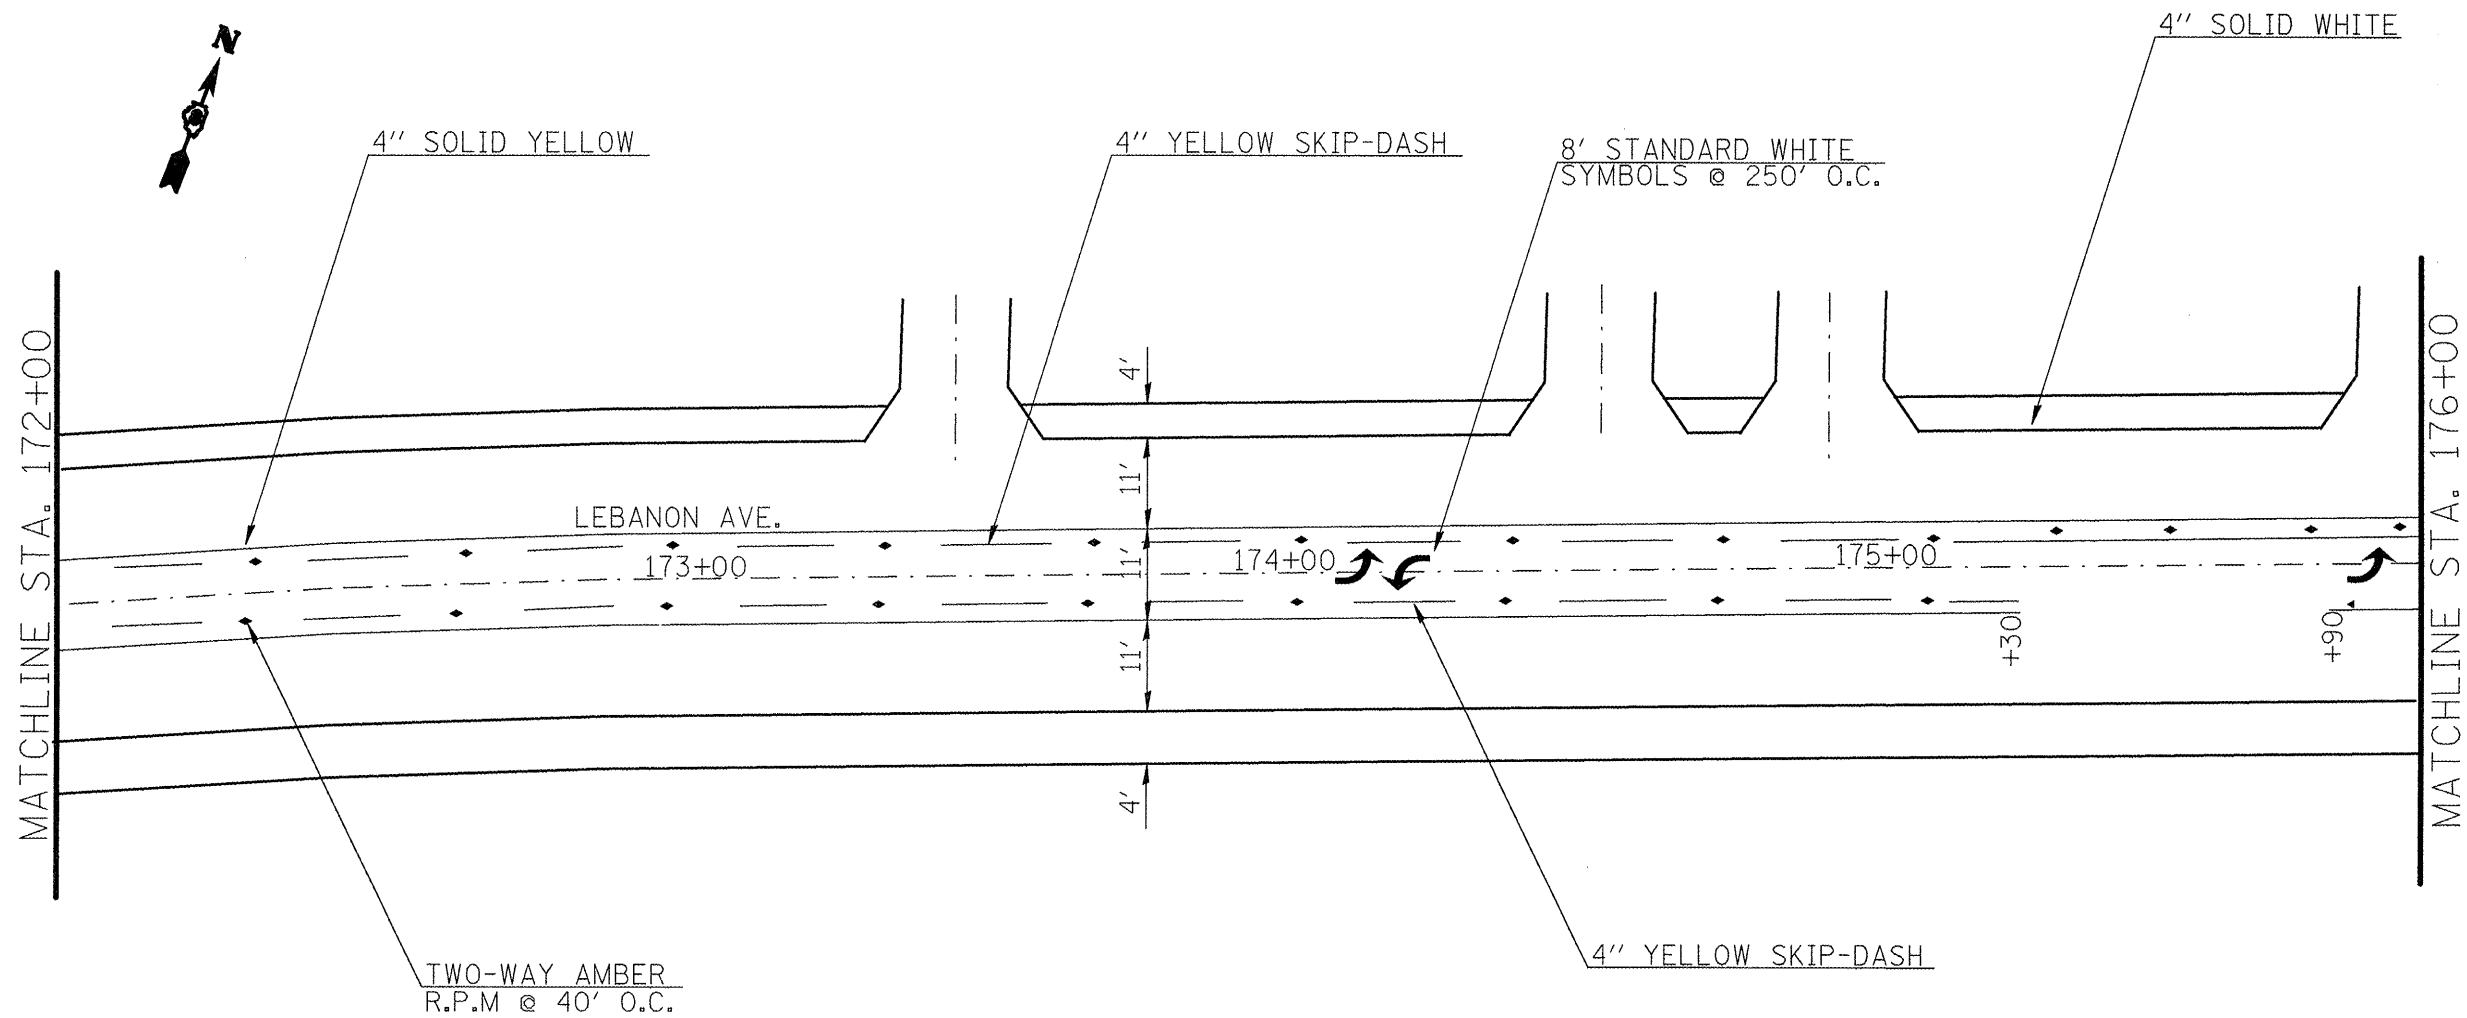 4'' SOLID WHITE
N
4'' SOLID YELLOW
4'' YELLOW SKIP-DASH
8' STANDARD WHITE
SYMBOLS @ 250' O.C.
MATCHLINE STA. 172+00
MATCHLINE STA. 176+00
4'
11'
LEBANON AVE.
173+00
11'
174+00
175+00
11'
+30
+90
4'
4'' YELLOW SKIP-DASH
TWO-WAY AMBER
R.P.M @ 40' O.C.